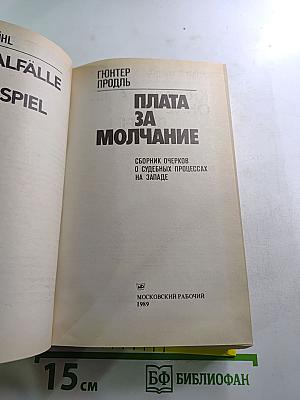 ALFÄLLE
SPIEL
ГЮНТЕР
ПРОДЛЬ
ПЛАТА
ЗА
МОЛЧАНИЕ
СБОРНИК ОЧЕРКОВ
О СУДЕБНЫХ ПРОЦЕССАХ
НА ЗАПАДЕ
МОСКОВСКИЙ РАБОЧИЙ
1989
15 см
БФ БИБЛИОФАН